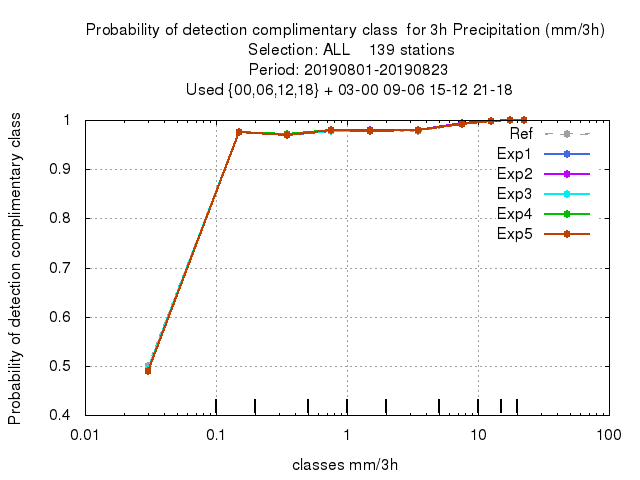 Probability of detection complimentary class  for 3h Precipitation (mm/3h)
Selection: ALL    139 stations
Period: 20190801-20190823
Used {00,06,12,18} + 03-00 09-06 15-12 21-18
Probability of detection complimentary class
1
0.9
0.8
0.7
0.6
0.5
0.4
Ref
Exp1
Exp2
Exp3
Exp4
Exp5
0.01
0.1
1
10
100
classes mm/3h